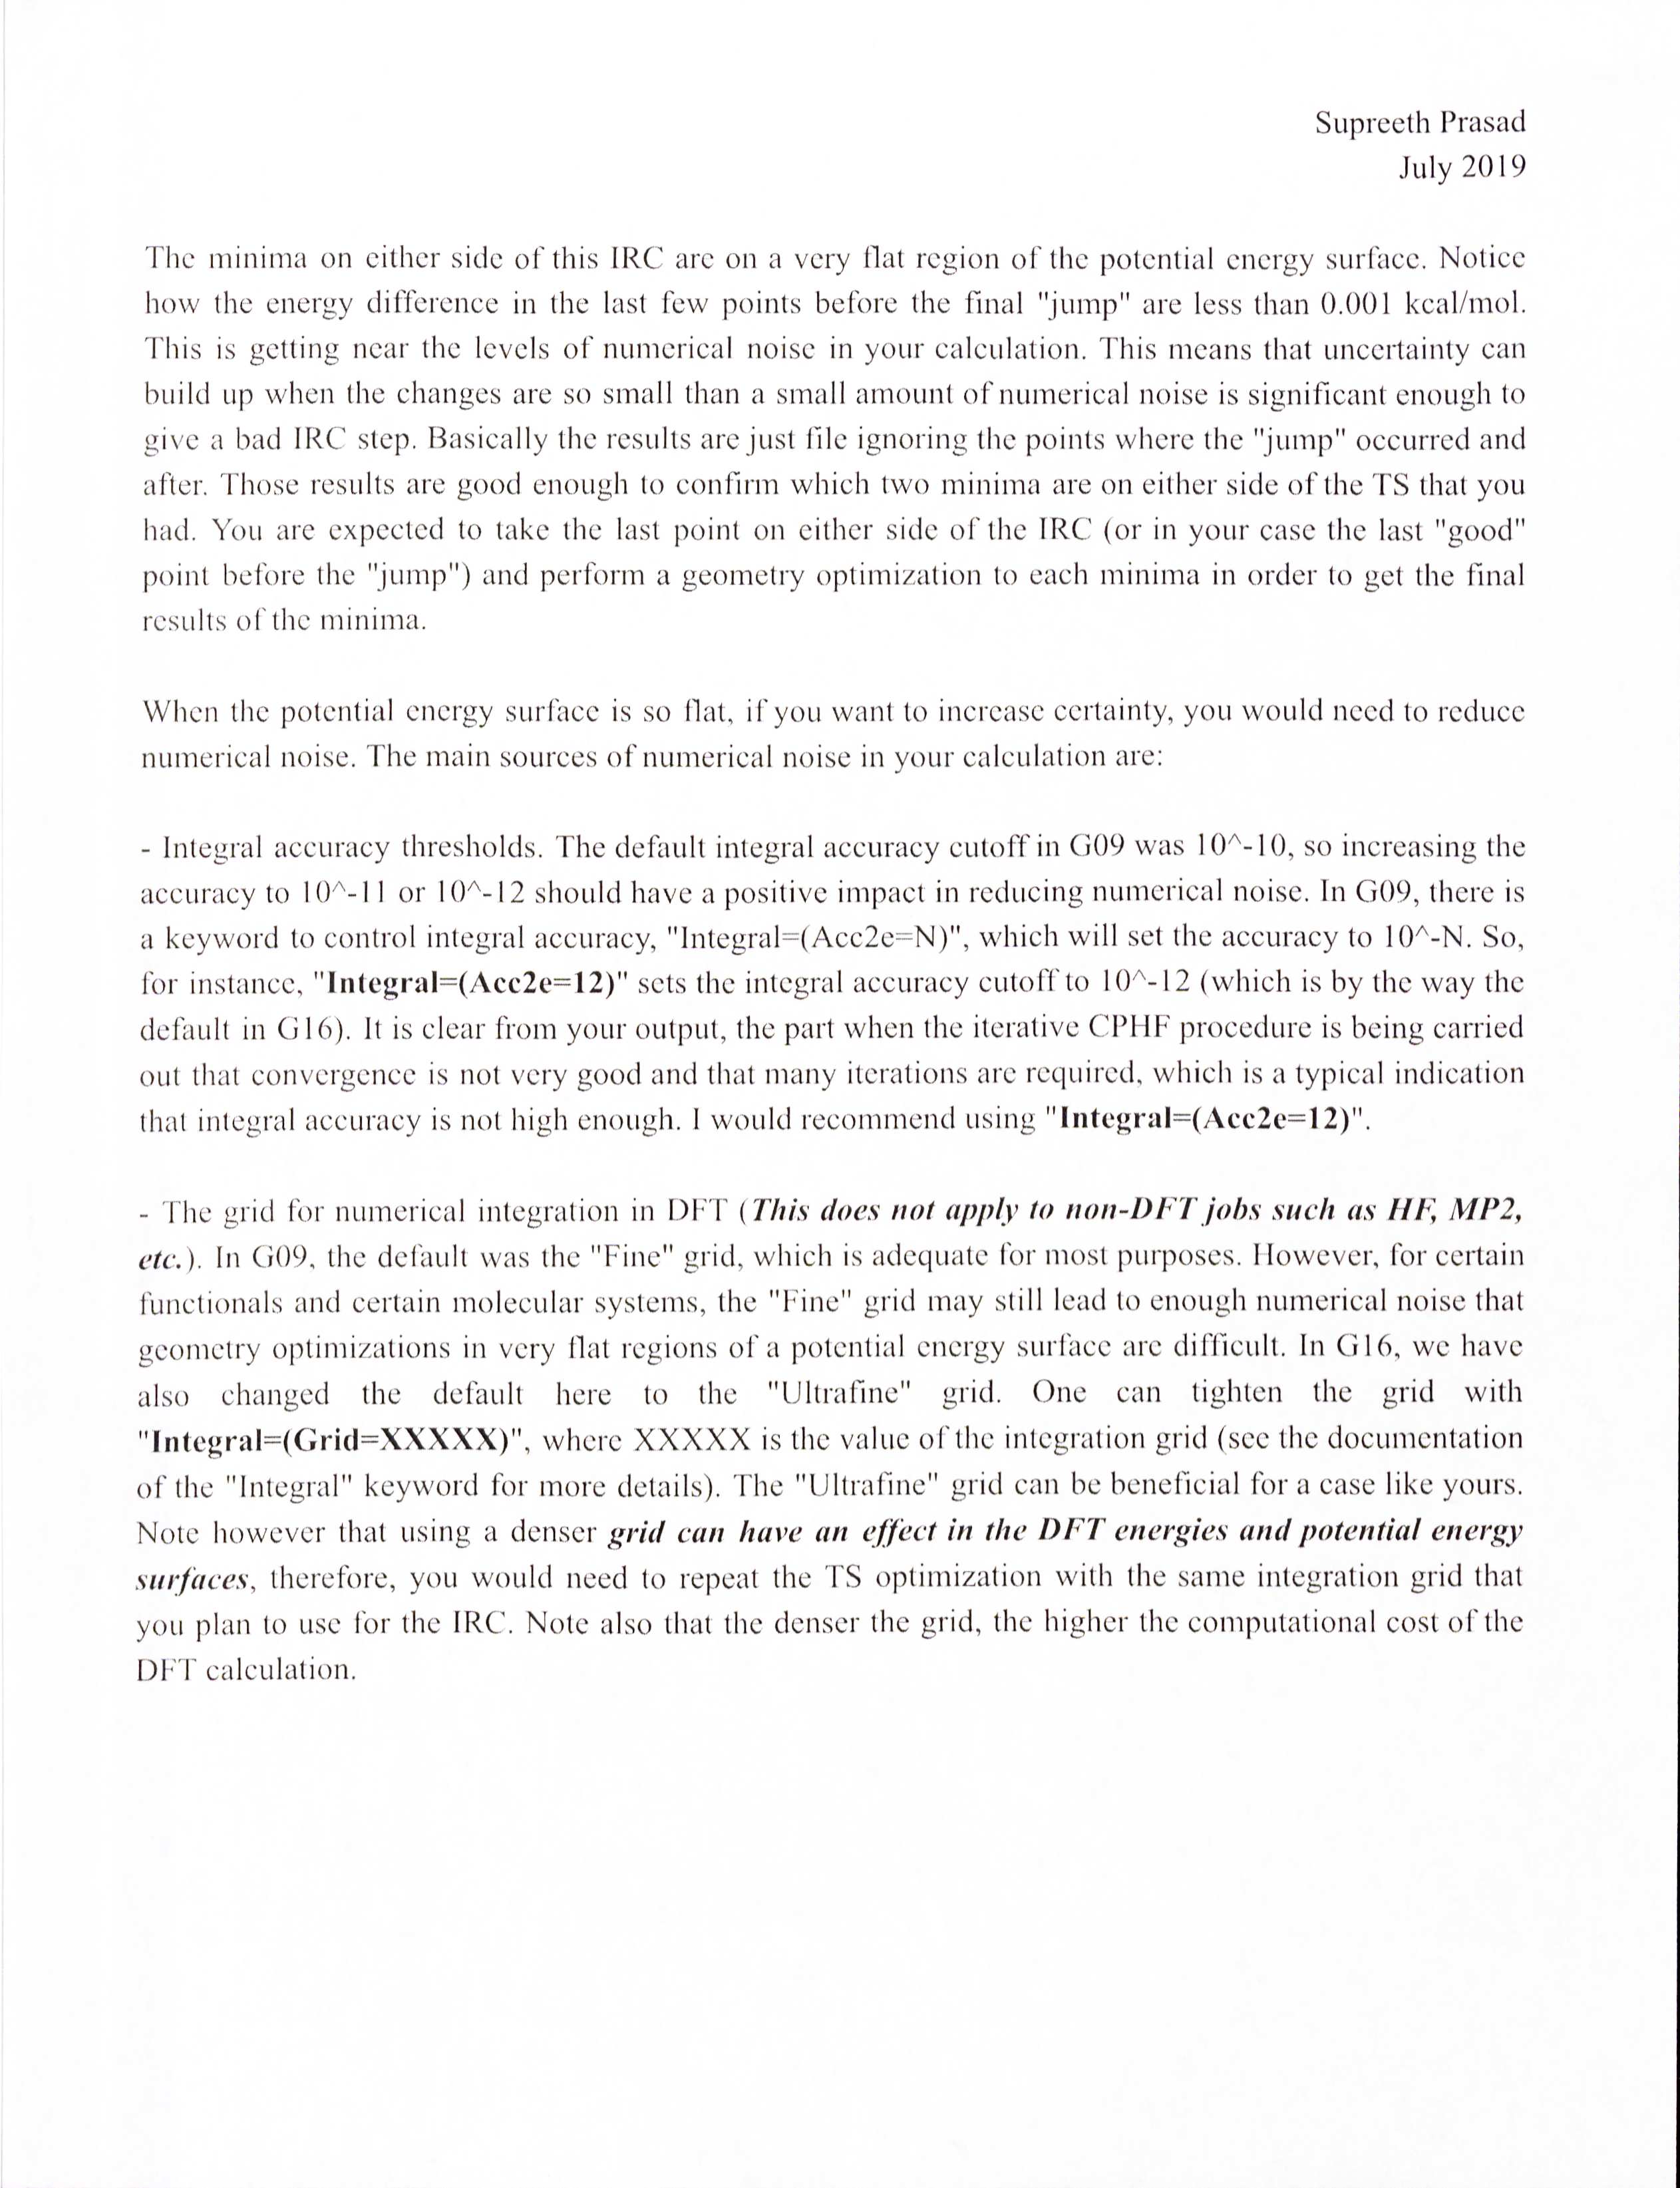 Supreeth Prasad
July 2019
The minima on either side of this IRC are on a very flat region of the potential energy surface. Notice
how the energy difference in the last few points before the final "jump" are less than 0.001 kcal/mol.
This is getting near the levels of numerical noise in your calculation. This means that uncertainty can
build up when the changes are so small than a small amount of numerical noise is significant enough to
give a bad IRC step. Basically the results are just file ignoring the points where the "jump" occurred and
after. Those results are good enough to confirm which two minima are on either side of the TS that you
had. You are expected to take the last point on either side of the IRC (or in your case the last "good"
point before the "jump") and perform a geometry optimization to each minima in order to get the final
results of the minima.
When the potential energy surface is so flat, if you want to increase certainty, you would need to reduce
numerical noise. The main sources of numerical noise in your calculation are:
- Integral accuracy thresholds. The default integral accuracy cutoff in G09 was 10^-10, so increasing the
accuracy to 10^-11 or 10^-12 should have a positive impact in reducing numerical noise. In G09, there is
a keyword to control integral accuracy, "Integral=(Acc2e=N)", which will set the accuracy to 10^-N. So,
for instance, "Integral=(Acc2e=12)" sets the integral accuracy cutoff to 10^-12 (which is by the way the
default in G16). It is clear from your output, the part when the iterative CPHF procedure is being carried
out that convergence is not very good and that many iterations are required, which is a typical indication
that integral accuracy is not high enough. I would recommend using "Integral=(Acc2e=12)".
- The grid for numerical integration in DFT (This does not apply to non-DFT jobs such as HF, MP2,
etc.). In G09, the default was the "Fine" grid, which is adequate for most purposes. However, for certain
functionals and certain molecular systems, the "Fine" grid may still lead to enough numerical noise that
geometry optimizations in very flat regions of a potential energy surface are difficult. In G16, we have
also changed the default here to the "Ultrafine" grid. One can tighten the grid with
"Integral=(Grid=XXXXX)", where XXXXX is the value of the integration grid (see the documentation
of the "Integral" keyword for more details). The "Ultrafine" grid can be beneficial for a case like yours.
Note however that using a denser grid can have an effect in the DFT energies and potential energy
surfaces, therefore, you would need to repeat the TS optimization with the same integration grid that
you plan to use for the IRC. Note also that the denser the grid, the higher the computational cost of the
DFT calculation.